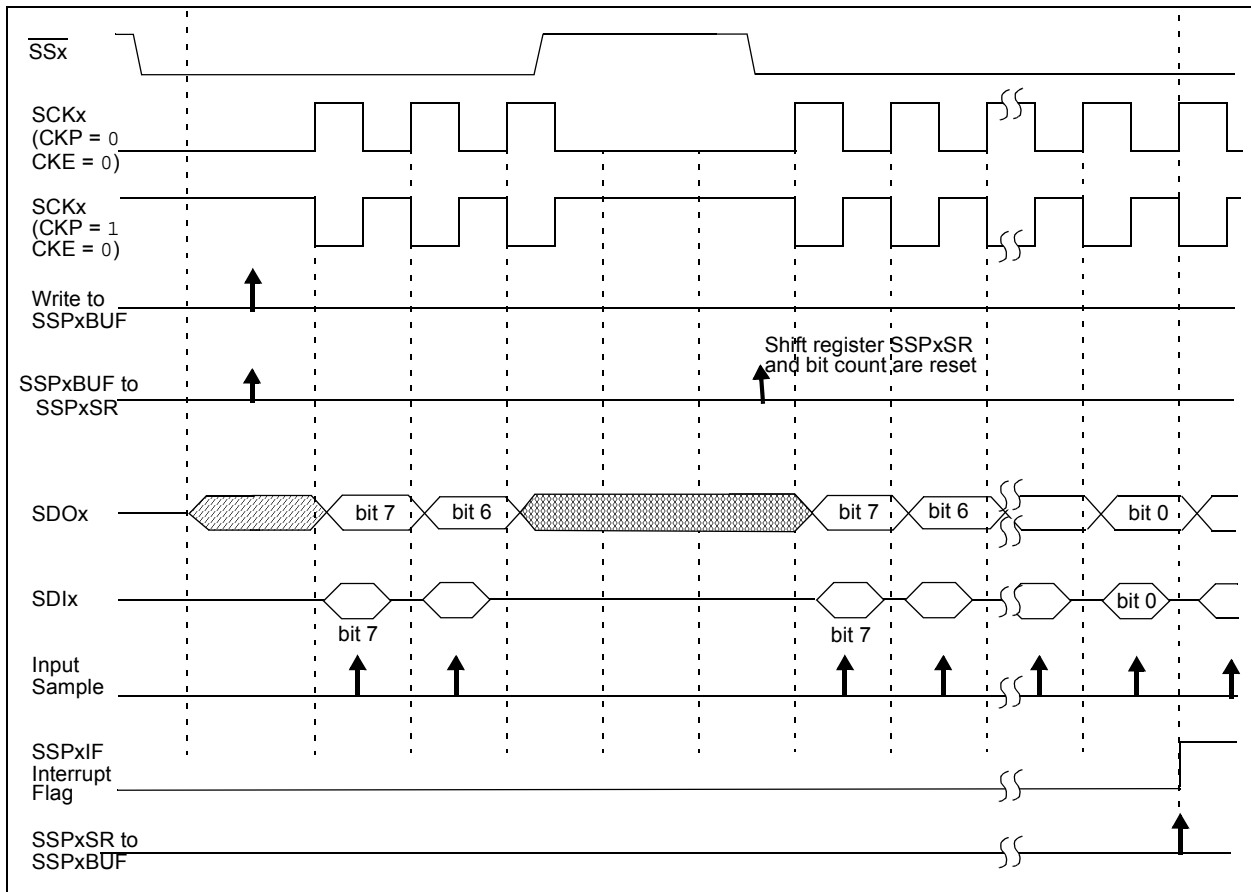 SSx
SCKx
(CKP = 0
CKE = 0)
SCKx
(CKP = 1
CKE = 0)
Write to
SSPxBUF
Shift register SSPxSR
and bit count are reset
SSPxBUF to
SSPxSR
SDOx
bit 7
bit 6
bit 7
bit 6
bit 0
SDIx
bit 0
bit 7
bit 7
Input
Sample
SSPxIF
Interrupt
Flag
SSPxSR to
SSPxBUF